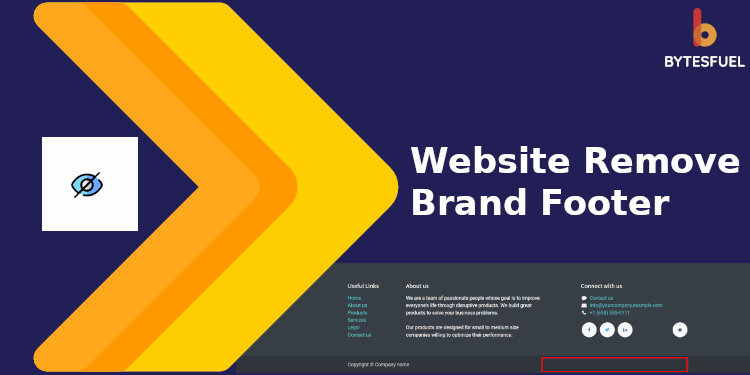 BYTESFUEL
Website Remove
Brand Footer
Useful Links
Home
About us
Products
Services
Legal
Contact us
About us
We are a team of passionate people whose goal is to improve
everyone's life through disruptive products. We build great
products to solve your business problems.
Our products are designed for small to medium size
companies willing to optimize their performance.
Connect with us
Contact us
info@yourcompany.example.com
+1 (650) 555-0111
Copyright © Company name